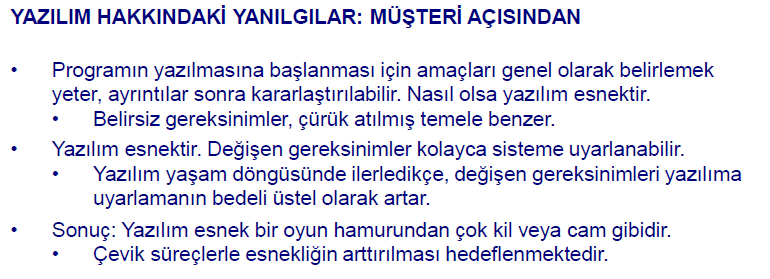 YAZILIM HAKKINDAKİ YANILGILAR: MÜŞTERİ AÇISINDAN
• Programın yazılmasına başlanması için amaçları genel olarak belirlemek
yeter, ayrıntılar sonra kararlaştırılabilir. Nasıl olsa yazılım esnektir.
• Belirsiz gereksinimler, çürük atılmış temele benzer.
• Yazılım esnektir. Değişen gereksinimler kolayca sisteme uyarlanabilir.
• Yazılım yaşam döngüsünde ilerledikçe, değişen gereksinimleri yazılıma
uyarlamanın bedeli üstel olarak artar.
• Sonuç: Yazılım esnek bir oyun hamurundan çok kil veya cam gibidir.
• Çevik süreçlerle esnekliğin arttırılması hedeflenmektedir.